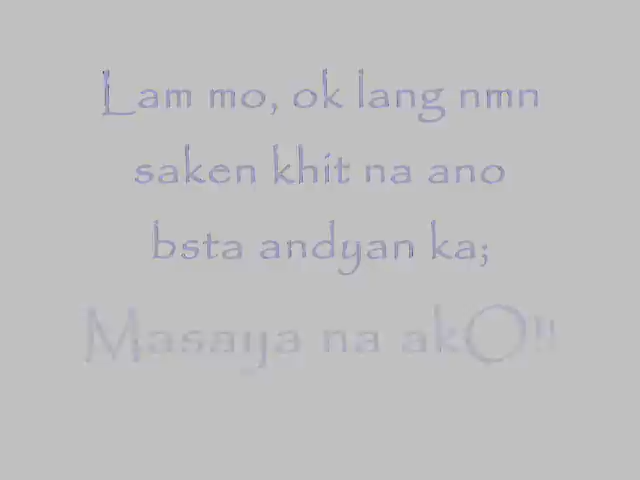 Lam mo, ok lang nmn
saken khit na ano
bsta andyan ka;
Masaya na akO!!